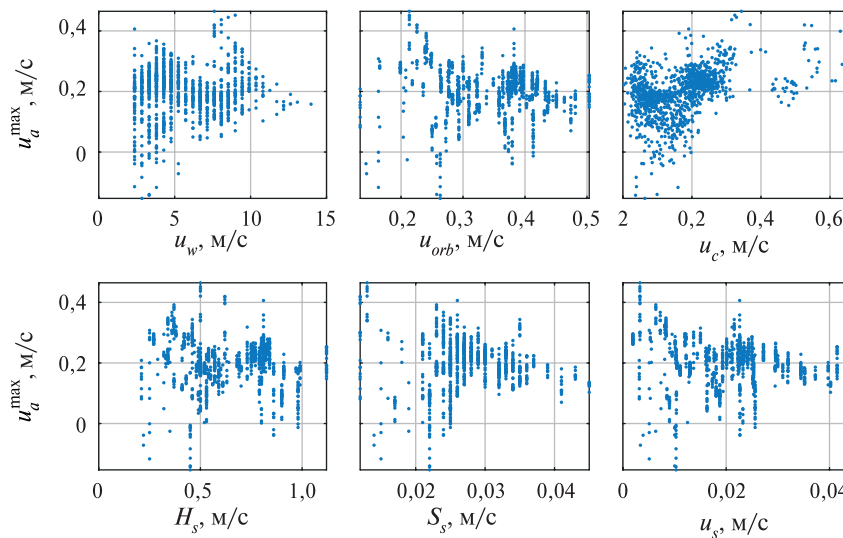 0,4
0,2
0
u_a^max, м/с
0 5 10 15
u_w, м/с
0,2 0,3 0,4 0,5
u_orb, м/с
2 0,2 0,4 0,6
u_c, м/с
0,4
0,2
0
u_a^max, м/с
0 0,5 1,0
H_s, м/с
0,02 0,03 0,04
S_s, м/с
0 0,02 0,04
u_s, м/с